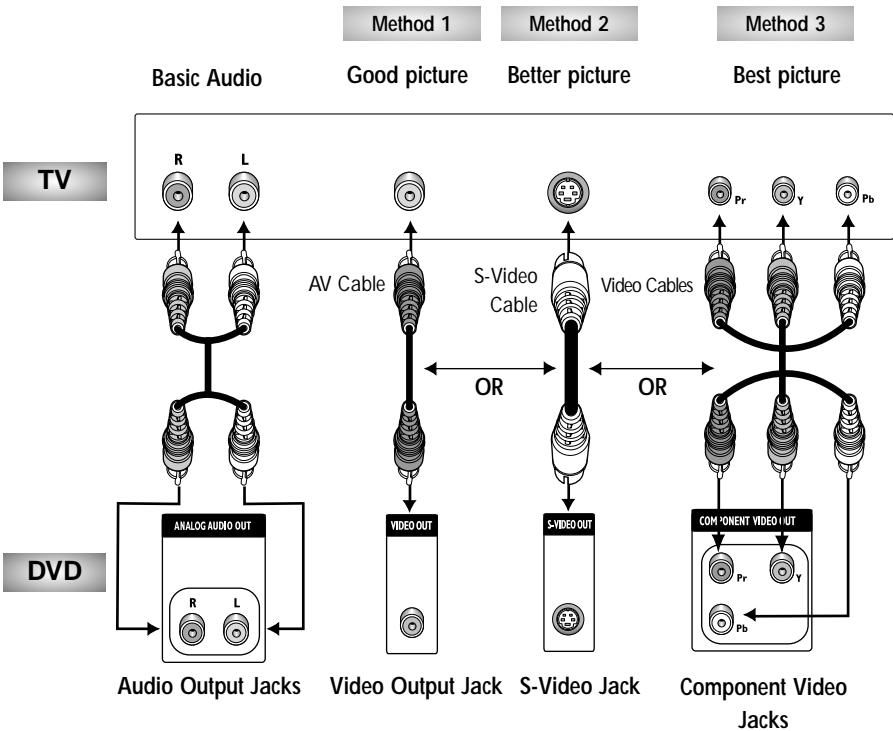 Method 1
Method 2
Method 3
Basic Audio
Good picture
Better picture
Best picture
TV
R
L
Pr
Y
Pb
AV Cable
S-Video
Cable
Video Cables
OR
OR
DVD
ANALOG AUDIO OUT
R
L
VIDEO OUT
S-VIDEO OUT
COMPONENT VIDEO OUT
Pr
Y
Pb
Audio Output Jacks
Video Output Jack
S-Video Jack
Component Video
Jacks